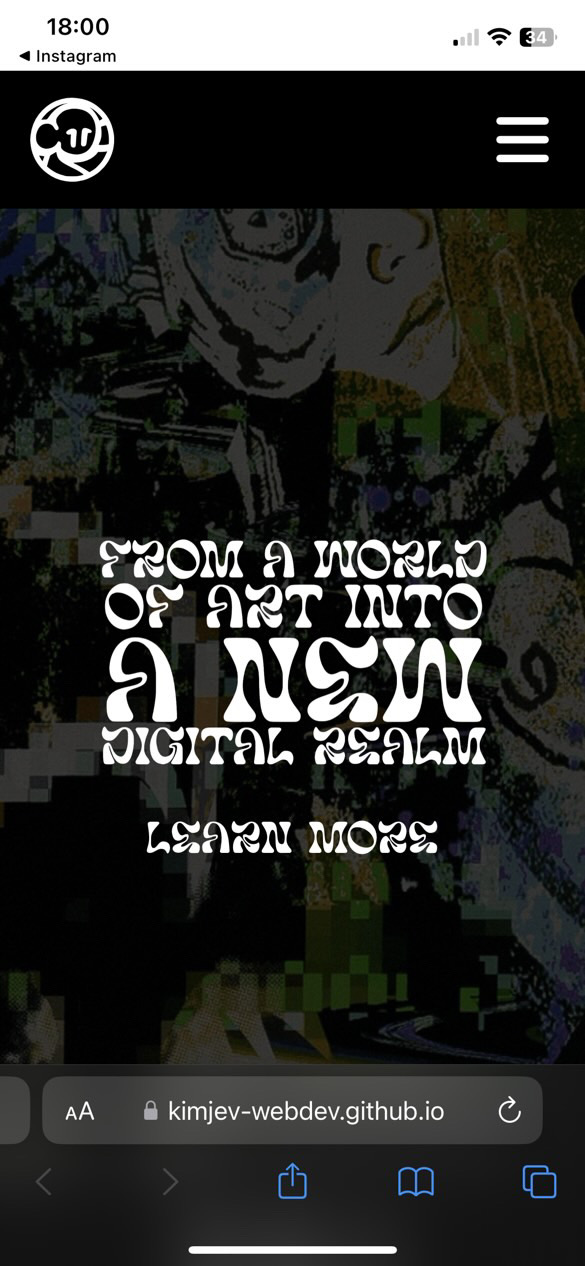 18:00
34
◀ Instagram
FROM A WORLD
OF ART INTO
A NEW
DIGITAL REALM
LEARN MORE
AA kimjev-webdev.github.io